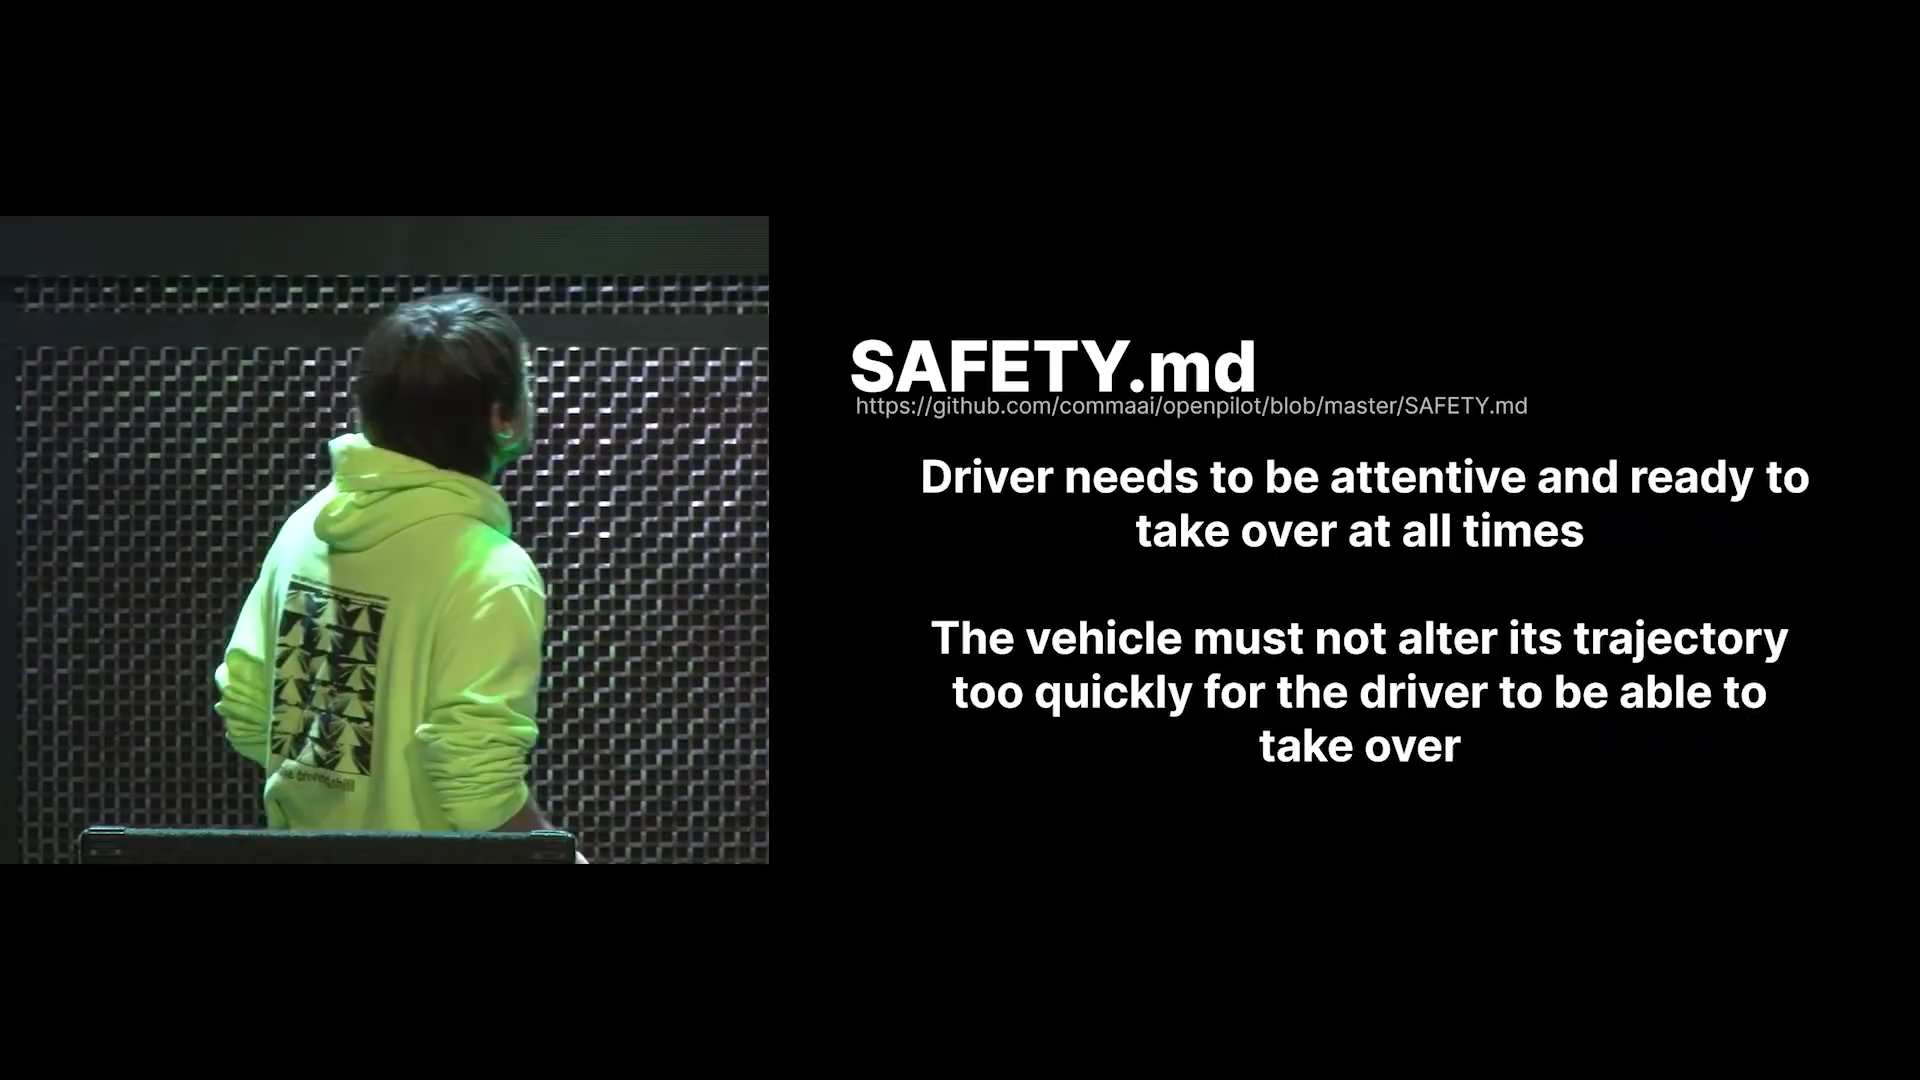 SAFETY.md
https://github.com/commaai/openpilot/blob/master/SAFETY.md
Driver needs to be attentive and ready to
take over at all times
The vehicle must not alter its trajectory
too quickly for the driver to be able to
take over